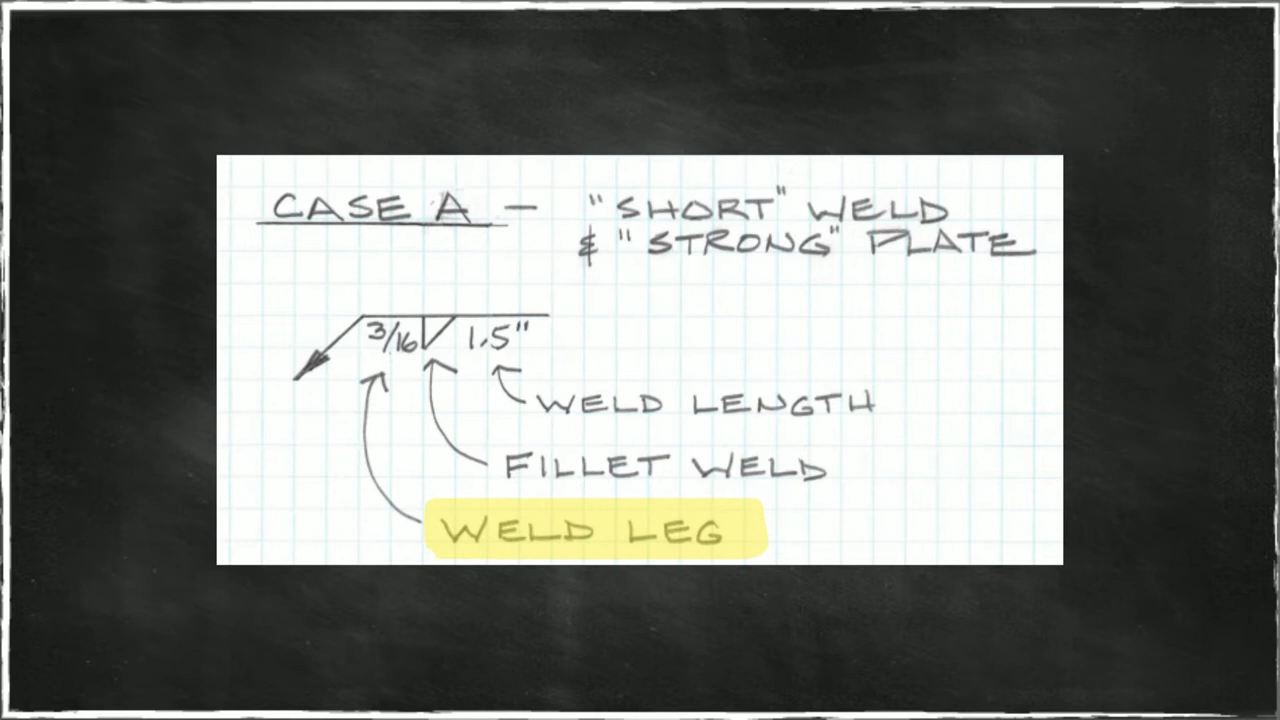 CASE A - "SHORT" WELD
& "STRONG" PLATE
3/16 1.5"
WELD LENGTH
FILLET WELD
WELD LEG